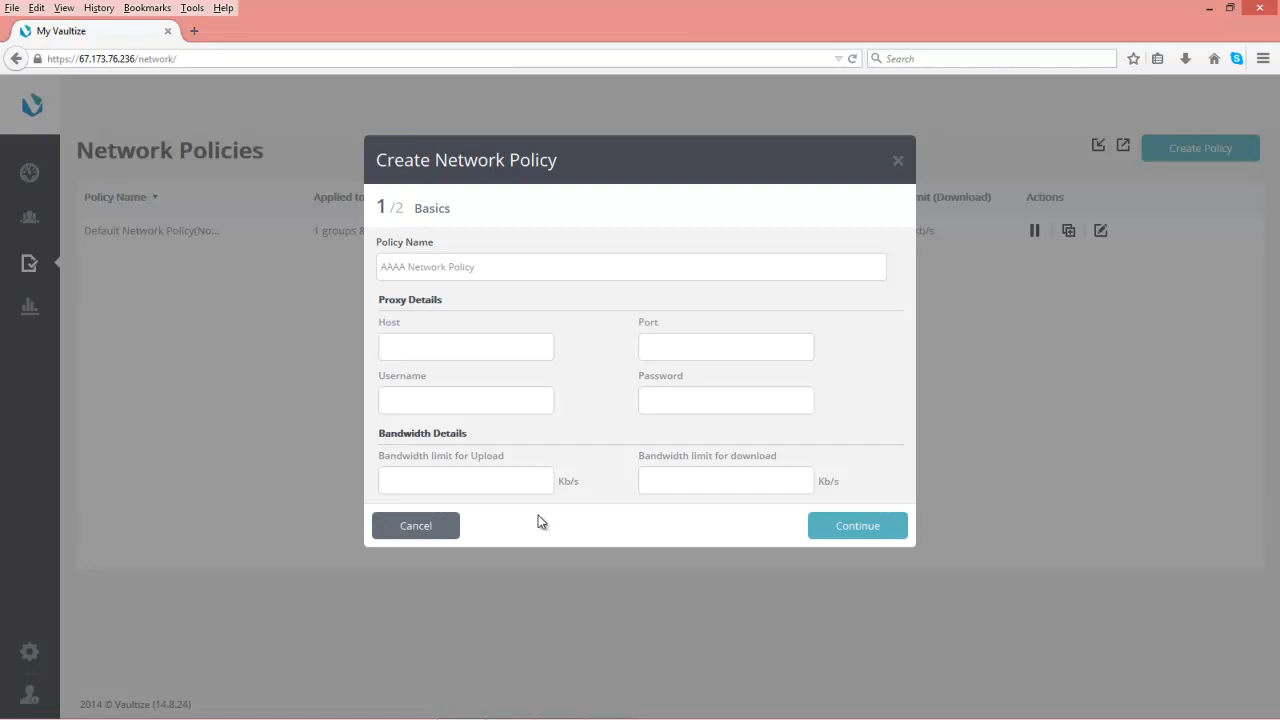 File Edit View History Bookmarks Tools Help
My Vaultize
https://67.173.76.236/network/
Search
Network Policies
Create Policy
Policy Name
Applied to
nit (Download)
Actions
Default Network Policy(No...
1 groups &
kb/s
Create Network Policy
1 /2 Basics
Policy Name
AAAA Network Policy
Proxy Details
Host Port
Username Password
Bandwidth Details
Bandwidth limit for Upload Bandwidth limit for download
Kb/s Kb/s
Cancel Continue
2014 © Vaultize (14.8.24)